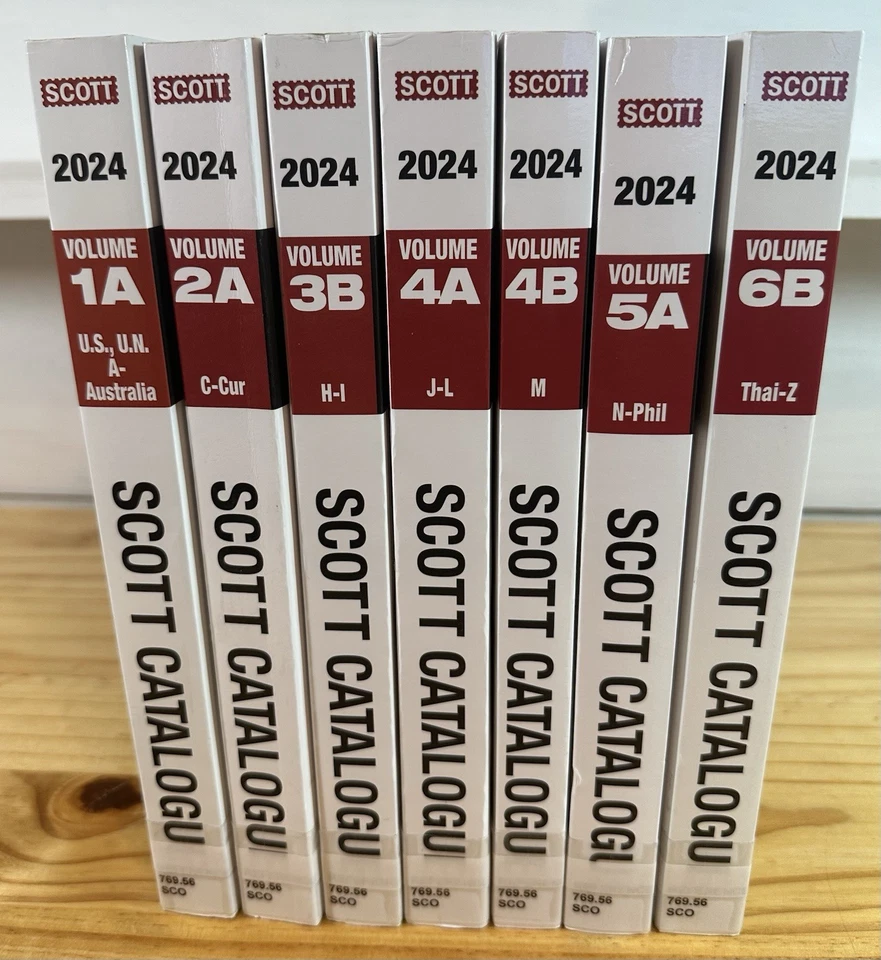 SCOTT
2024
VOLUME
1A
U.S., U.N.
A-
Australia
SCOTT CATALOGU
769.56
SCO
SCOTT
2024
VOLUME
2A
C-Cur
SCOTT CATALOGU
769.56
SCO
SCOTT
2024
VOLUME
3B
H-I
SCOTT CATALOGU
769.56
SCO
SCOTT
2024
VOLUME
4A
J-L
SCOTT CATALOGU
769.56
SCO
SCOTT
2024
VOLUME
4B
M
SCOTT CATALOGU
769.56
SCO
SCOTT
2024
VOLUME
5A
N-Phil
SCOTT CATALOGU
769.56
SCO
SCOTT
2024
VOLUME
6B
Thai-Z
SCOTT CATALOGU
769.56
SCO